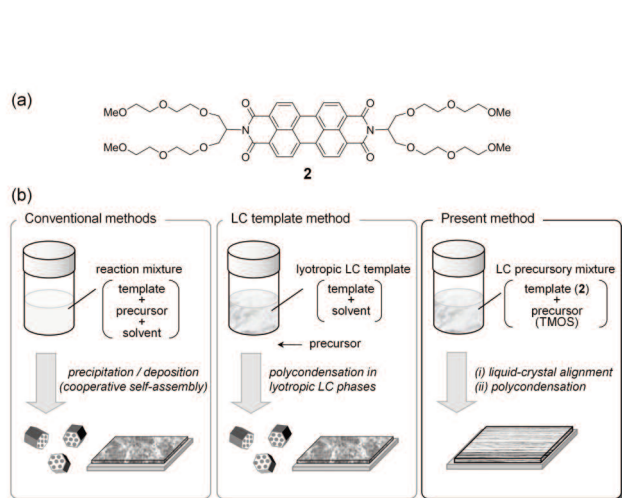 (a)
MeO O O O O O O O O OMe
N N
MeO O O O O O O O O OMe
2
(b)
Conventional methods
reaction mixture
template
+
precursor
+
solvent
precipitation / deposition
(cooperative self-assembly)
LC template method
lyotropic LC template
template
+
solvent
precursor
polycondensation in
lyotropic LC phases
Present method
LC precursory mixture
template (2)
+
precursor
(TMOS)
(i) liquid-crystal alignment
(ii) polycondensation